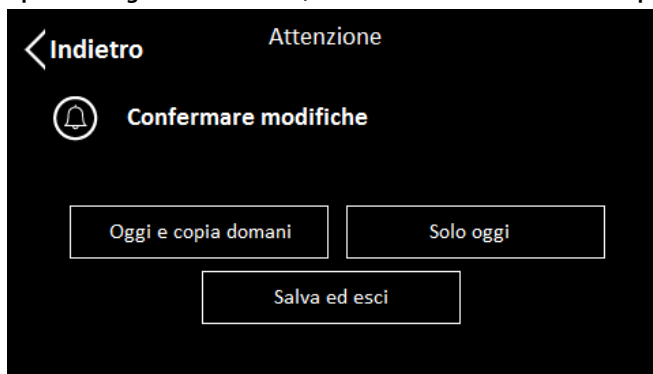 Attenzione
Indietro
Confermare modifiche
Oggi e copia domani
Solo oggi
Salva ed esci